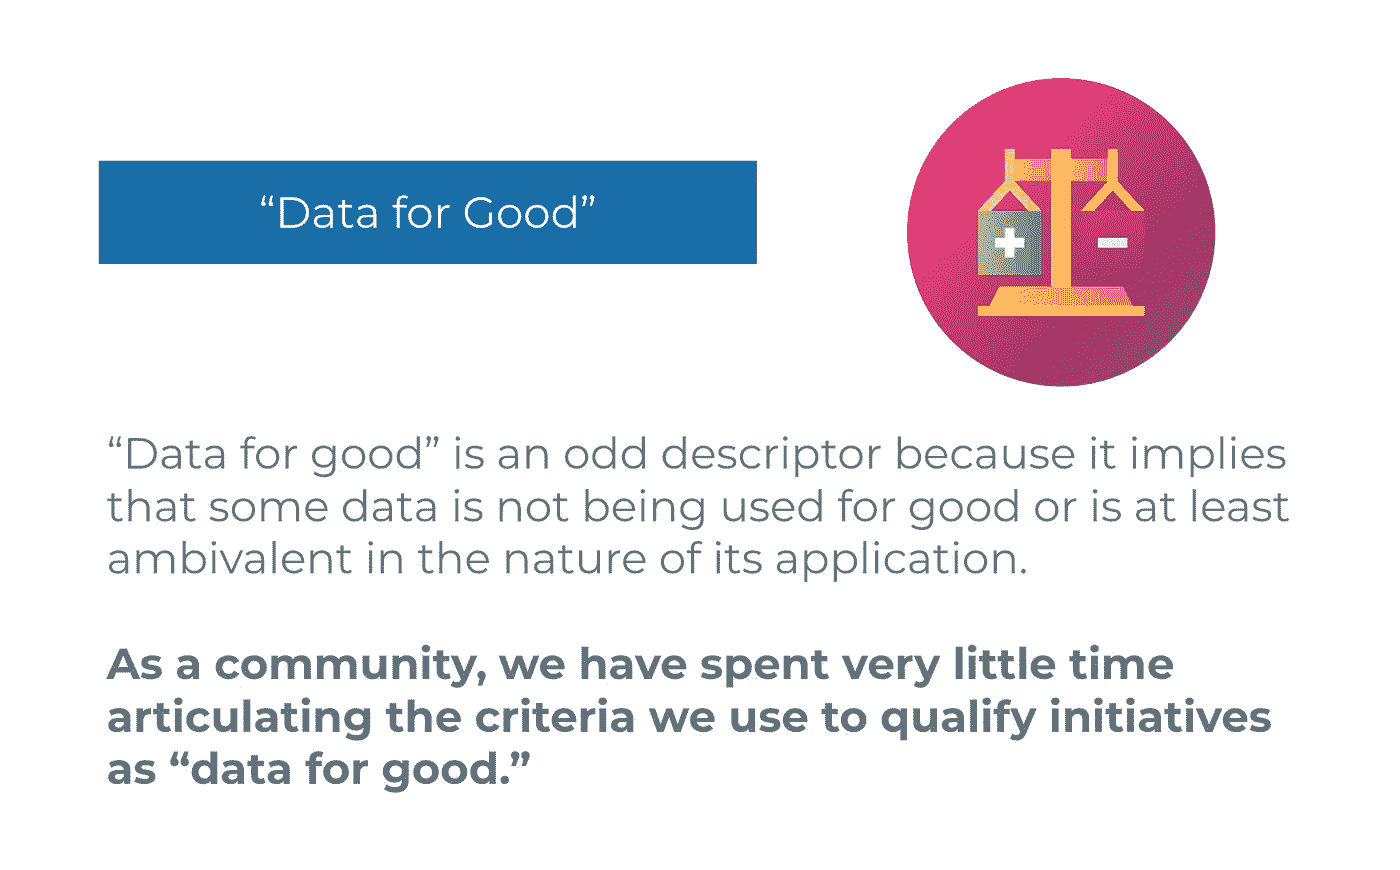 “Data for Good”
“Data for good” is an odd descriptor because it implies
that some data is not being used for good or is at least
ambivalent in the nature of its application.
As a community, we have spent very little time
articulating the criteria we use to qualify initiatives
as “data for good.”